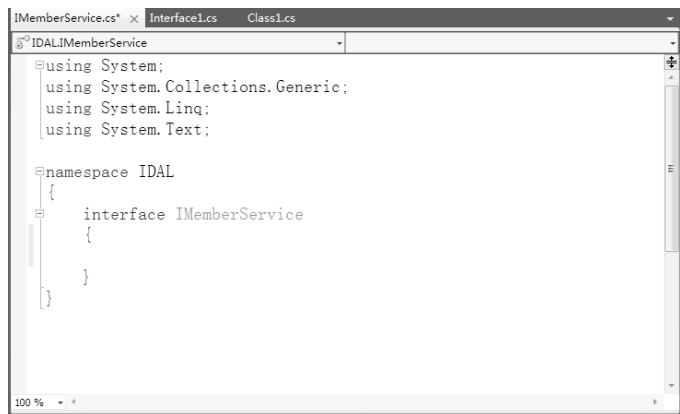 IMemberService.cs* × Interface1.cs Class1.cs
IDAL.IMemberService
using System;
using System.Collections.Generic;
using System.Linq;
using System.Text;
namespace IDAL
{
interface IMemberService
{
}
}
100 %